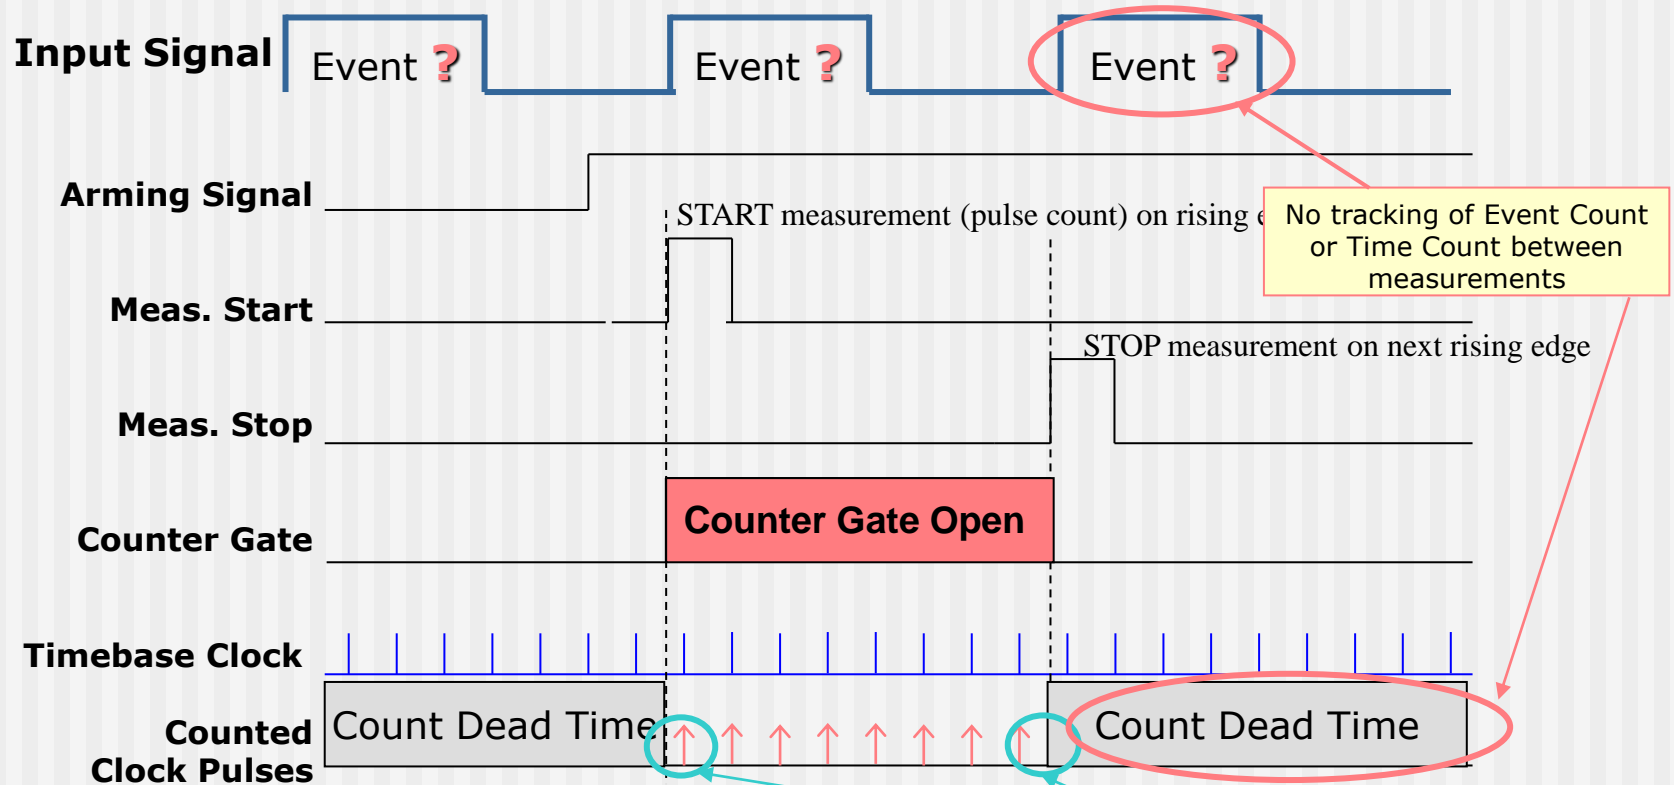 Input Signal
Event ?
Event ?
Event ?
Arming Signal
START measurement (pulse count) on rising
No tracking of Event Count
or Time Count between
measurements
Meas. Start
STOP measurement on next rising edge
Meas. Stop
Counter Gate Open
Counter Gate
Timebase Clock
Count Dead Time
Count Dead Time
Counted
Clock Pulses